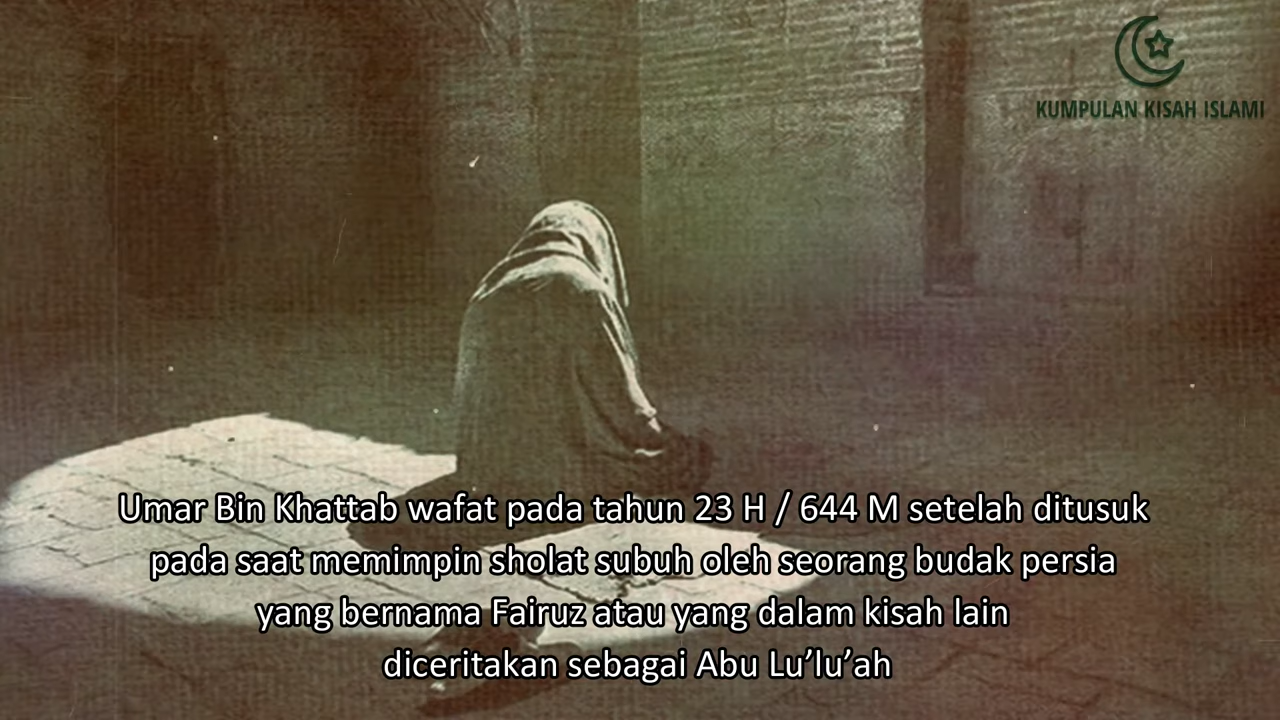 KUMPULAN KISAH ISLAMI
Umar Bin Khattab wafat pada tahun 23 H / 644 M setelah ditusuk
pada saat memimpin sholat subuh oleh seorang budak persia
yang bernama Fairuz atau yang dalam kisah lain
diceritakan sebagai Abu Lu’lu’ah